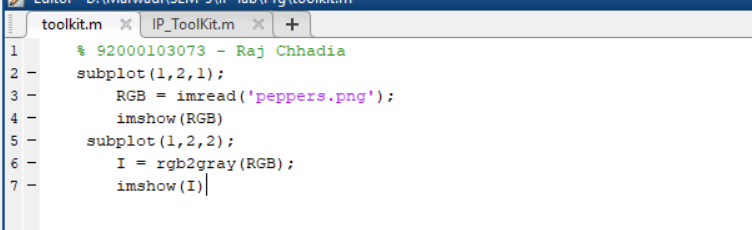 toolkit.m × IP_ToolKit.m × +
1 % 92000103073 - Raj Chhadia
2 - subplot(1,2,1);
3 - RGB = imread('peppers.png');
4 - imshow(RGB)
5 - subplot(1,2,2);
6 - I = rgb2gray(RGB);
7 - imshow(I)